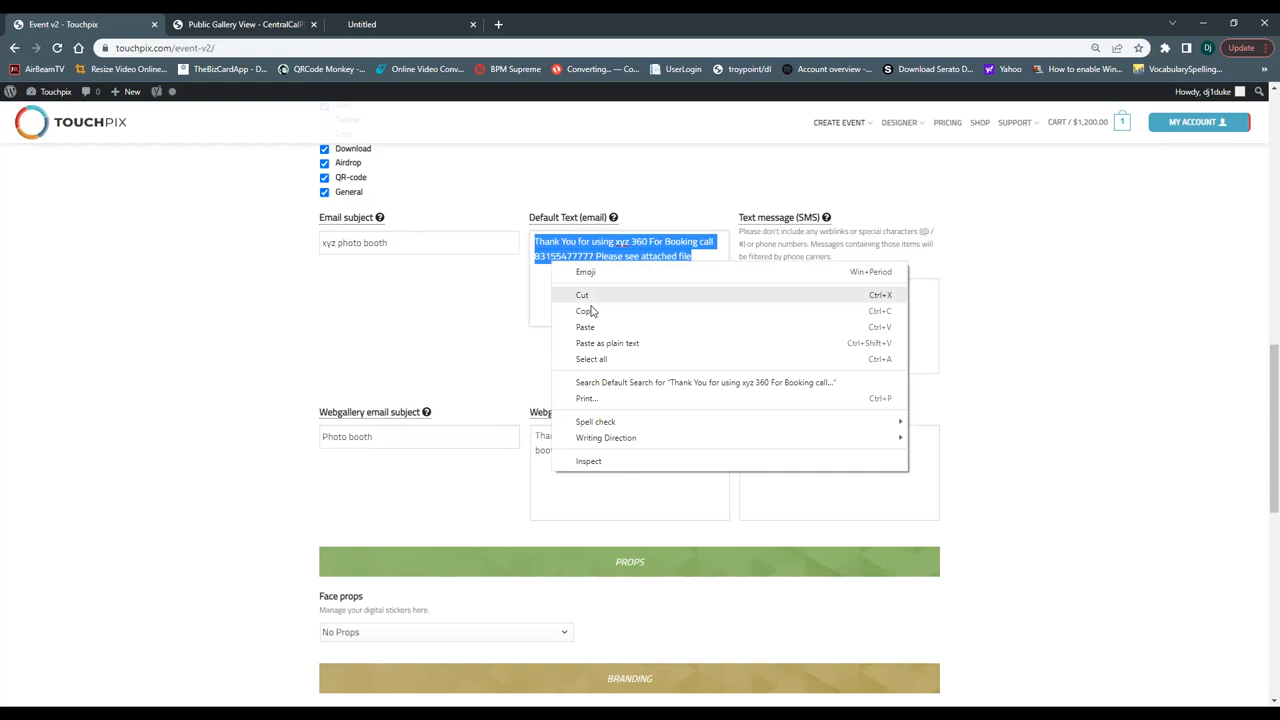 Event v2 - Touchpix
Public Gallery View - CentralCalP
Untitled
touchpix.com/event-v2/
Dj
Update
AirBeamTV
Resize Video Online...
TheBizCardApp - D...
QRCode Monkey - ...
Online Video Conv...
BPM Supreme
Converting... — Co...
UserLogin
troypoint/dl
Account overview - ...
Download Serato D...
Yahoo
How to enable Win...
VocabularySpelling...
Touchpix
0
New
Howdy, dj1duke
TOUCHPIX
CREATE EVENT
DESIGNER
PRICING
SHOP
SUPPORT
CART / $1,200.00
1
MY ACCOUNT
Twitter
Copy
Download
Airdrop
QR-code
General
Email subject
Default Text (email)
Text message (SMS)
xyz photo booth
Thank You for using xyz 360 For Booking call
83155477777 Please see attached file
Please don't include any weblinks or special characters (@ /
#) or phone numbers. Messages containing those items will
be filtered by phone carriers.
Emoji Win+Period
Cut Ctrl+X
Copy Ctrl+C
Paste Ctrl+V
Paste as plain text Ctrl+Shift+V
Select all Ctrl+A
Search Default Search for "Thank You for using xyz 360 For Booking call..."
Print... Ctrl+P
Spell check
Writing Direction
Inspect
Webgallery email subject
Webg
Photo booth
Tha
boo
PROPS
Face props
Manage your digital stickers here.
No Props
BRANDING